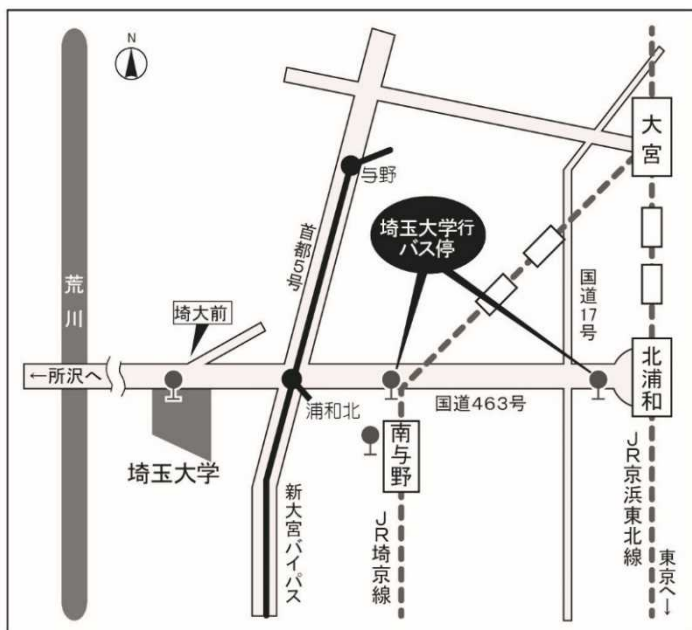 N
大宮
与野
埼玉大学行
バス停
首都5号
国道17号
荒川
埼大前
←所沢へ
北浦和
浦和北
国道463号
南与野
埼玉大学
新大宮バイパス
JR埼京線
JR京浜東北線
東京へ→